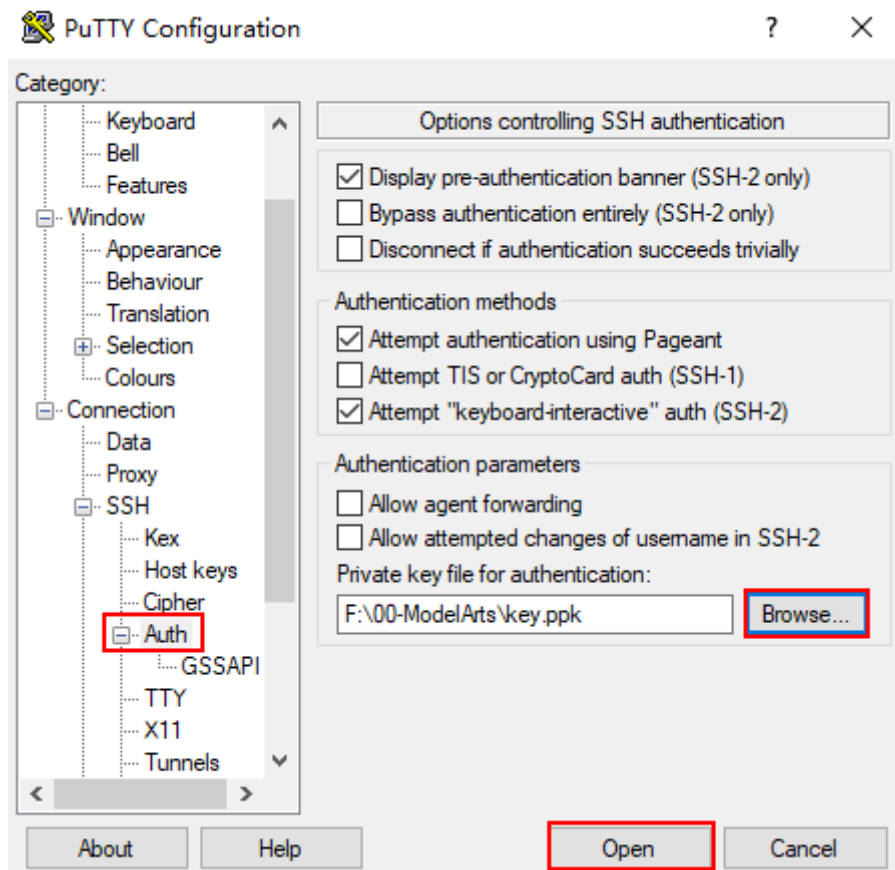 PuTTY Configuration
?
Category:
Keyboard
Bell
Features
Window
Appearance
Behaviour
Translation
Selection
Colours
Connection
Data
Proxy
SSH
Kex
Host keys
Cipher
Auth
GSSAPI
TTY
X11
Tunnels
Options controlling SSH authentication
Display pre-authentication banner (SSH-2 only)
Bypass authentication entirely (SSH-2 only)
Disconnect if authentication succeeds trivially
Authentication methods
Attempt authentication using Pageant
Attempt TIS or CryptoCard auth (SSH-1)
Attempt "keyboard-interactive" auth (SSH-2)
Authentication parameters
Allow agent forwarding
Allow attempted changes of username in SSH-2
Private key file for authentication:
F:\00-ModelArts\key.ppk Browse...
About Help Open Cancel